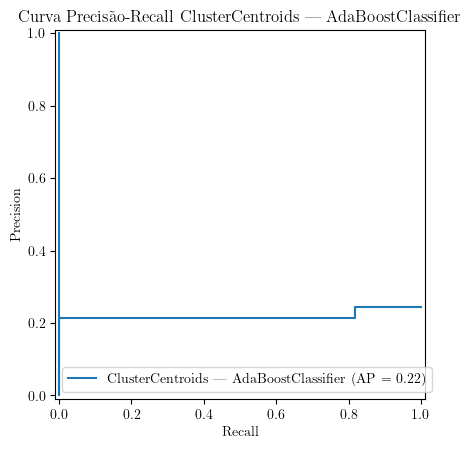 Curva Precisão-Recall ClusterCentroids — AdaBoostClassifier
1.0
0.8
0.6
0.4
0.2
0.0
Precision
ClusterCentroids — AdaBoostClassifier (AP = 0.22)
0.0 0.2 0.4 0.6 0.8 1.0
Recall